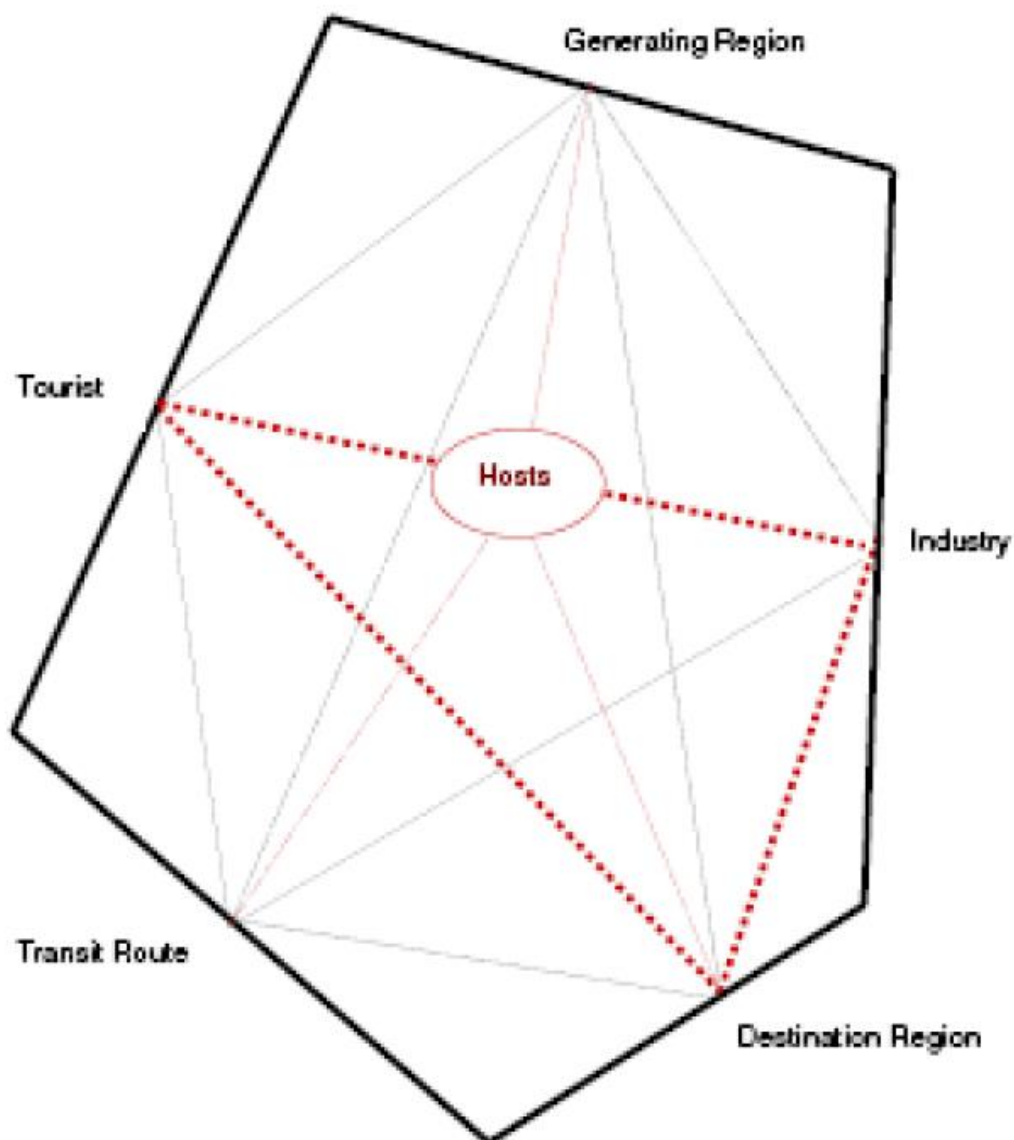 Generating Region
Tourist
Hosts
Industry
Transit Route
Destination Region